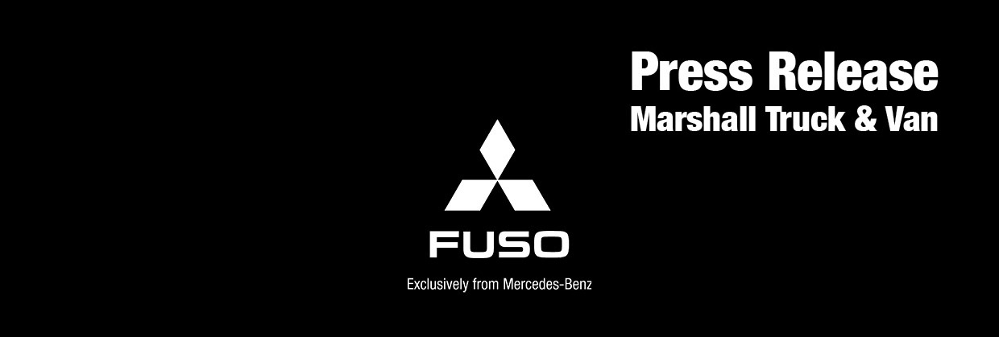 Press Release
Marshall Truck & Van
FUSO
Exclusively from Mercedes-Benz